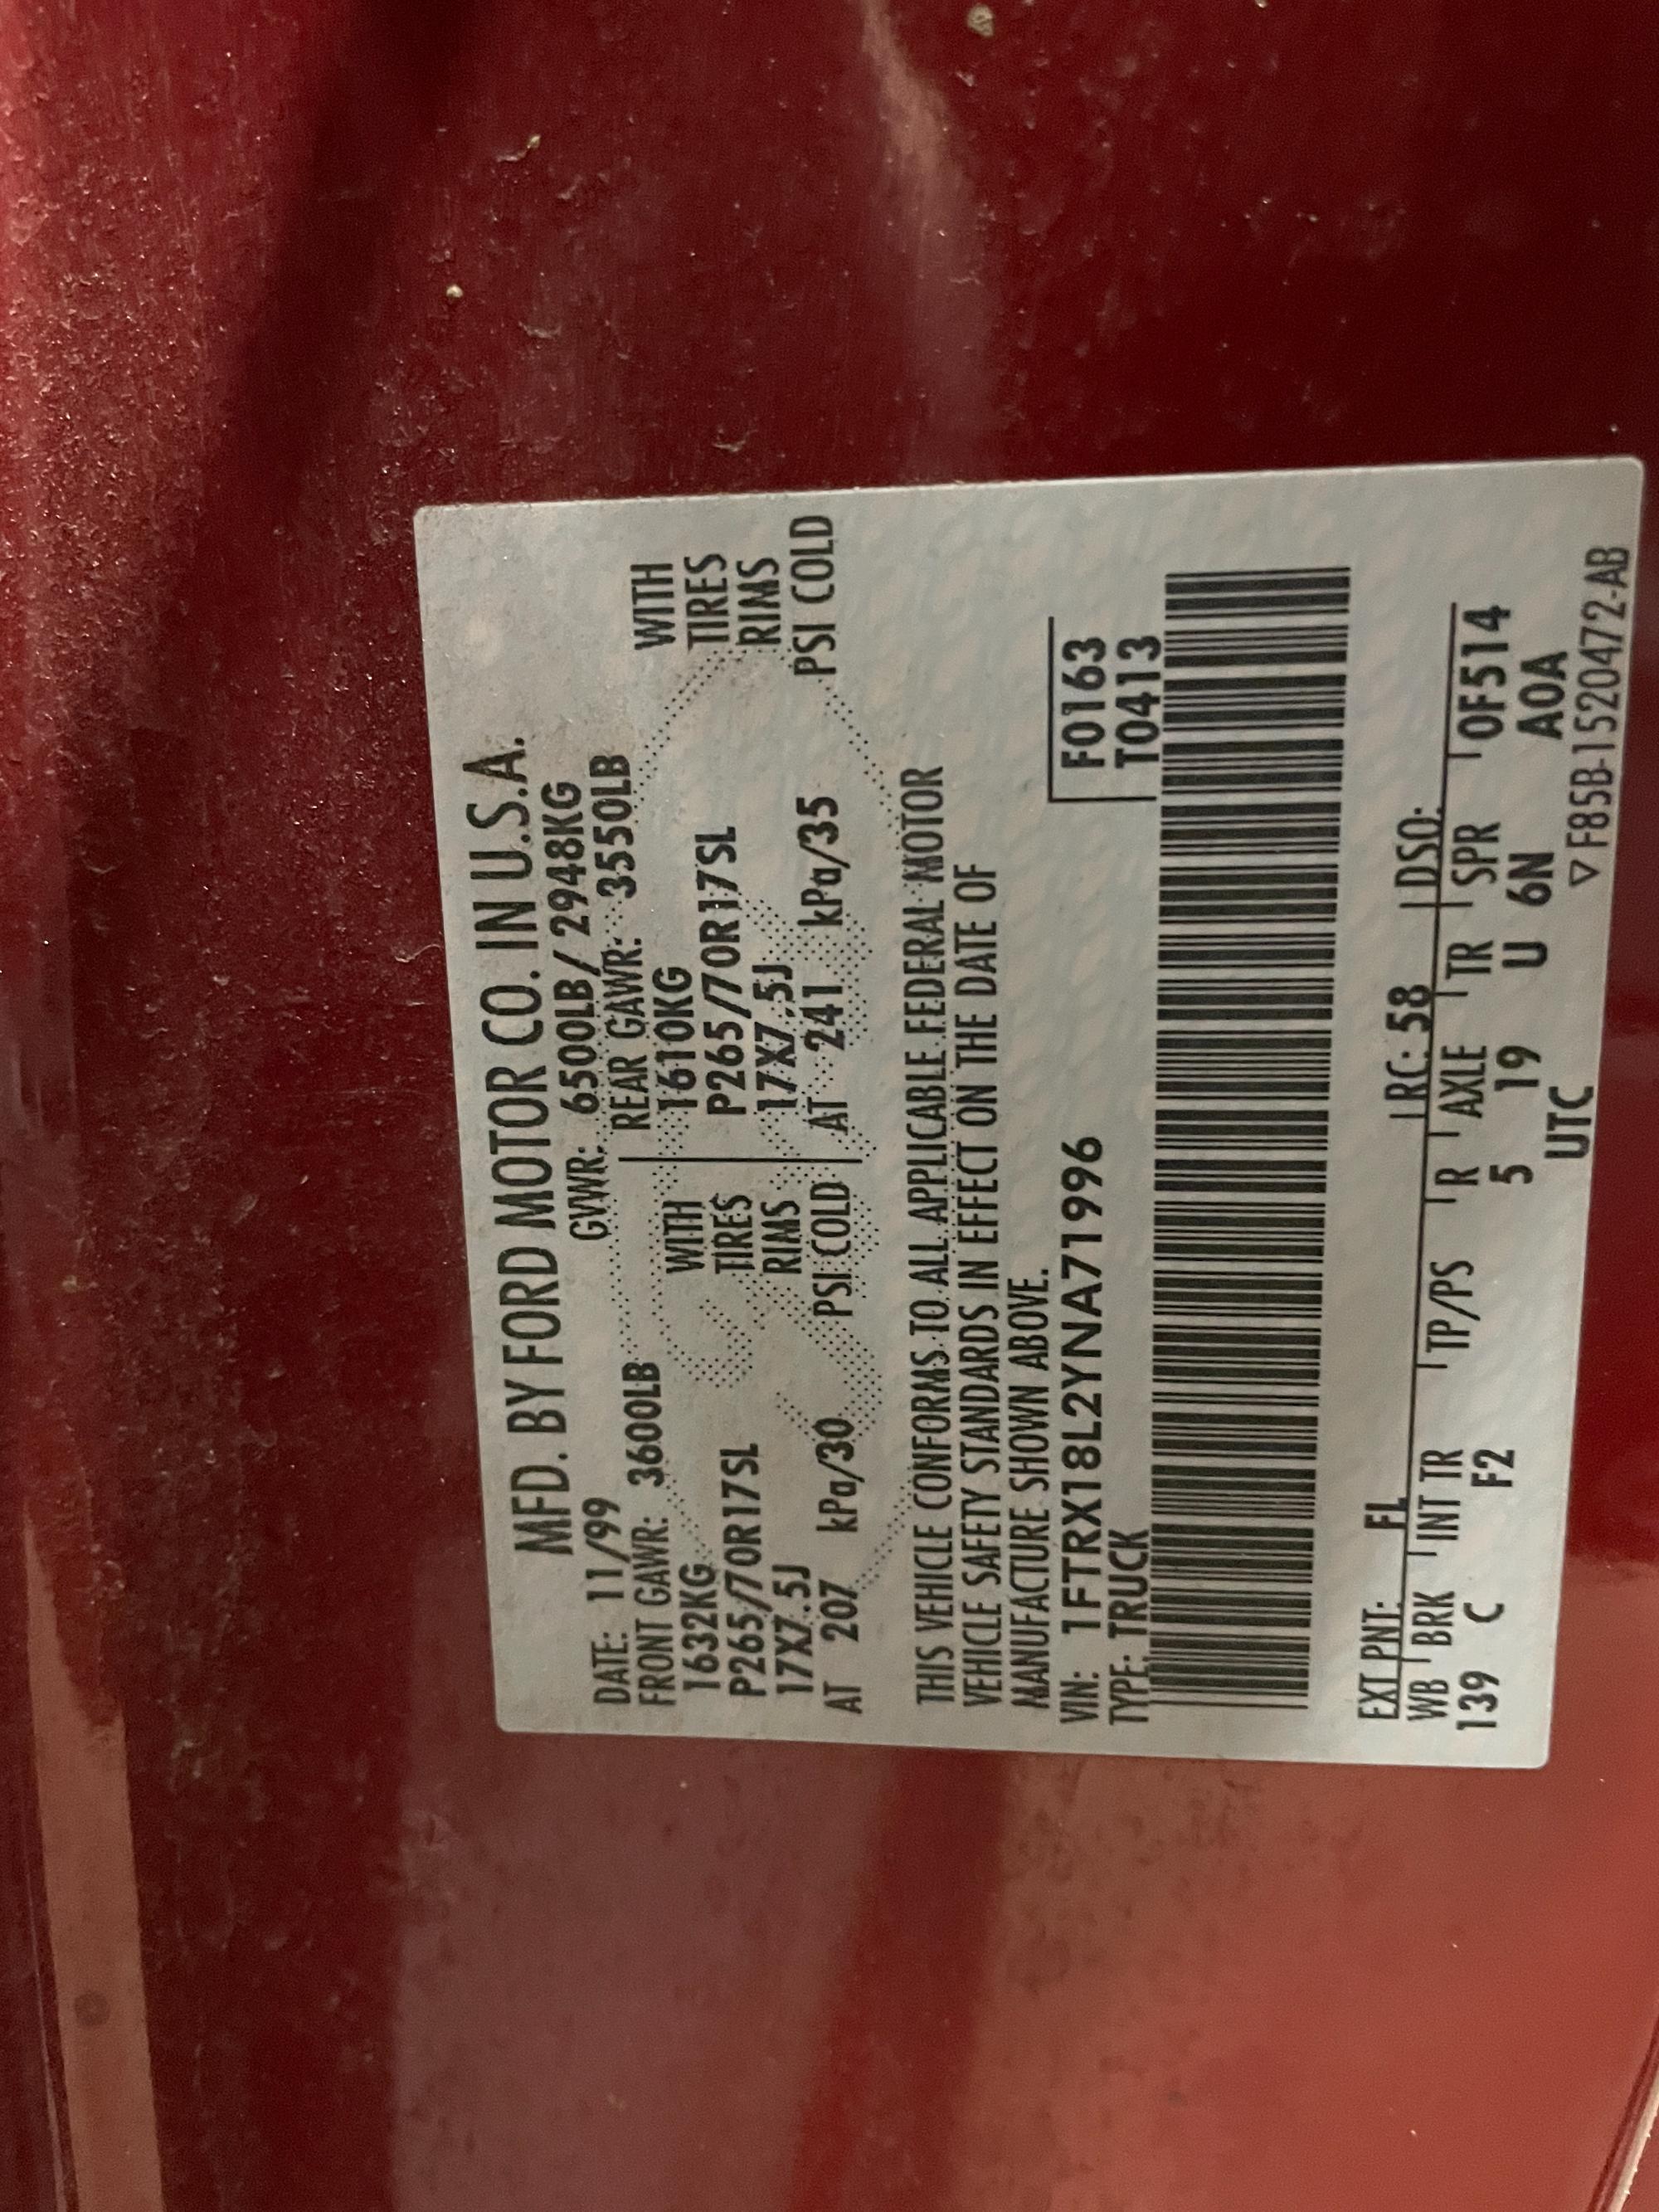 MFD. BY FORD MOTOR CO. IN U.S.A.
DATE: 11/99 GVWR: 6500LB/ 2948KG
FRONT GAWR: 3600LB REAR GAWR: 3550LB
1632KG WITH 1610KG WITH
P265/70R17SL TIRES P265/70R17SL TIRES
17X7.5J RIMS 17X7.5J RIMS
AT 207 kPa/30 PSI COLD AT 241 kPa/35 PSI COLD
THIS VEHICLE CONFORMS TO ALL APPLICABLE FEDERAL MOTOR
VEHICLE SAFETY STANDARDS IN EFFECT ON THE DATE OF
MANUFACTURE SHOWN ABOVE.
VIN: 1FTRX18L2YNA71996 F0163
TYPE: TRUCK T0413
EXT PNT: FL RC: 58 DSO:
WB BRK INT TR TP/PS R AXLE TR SPR 0F514
139 C F2 5 19 U 6N A0A
UTC
▽ F85B-1520472-AB